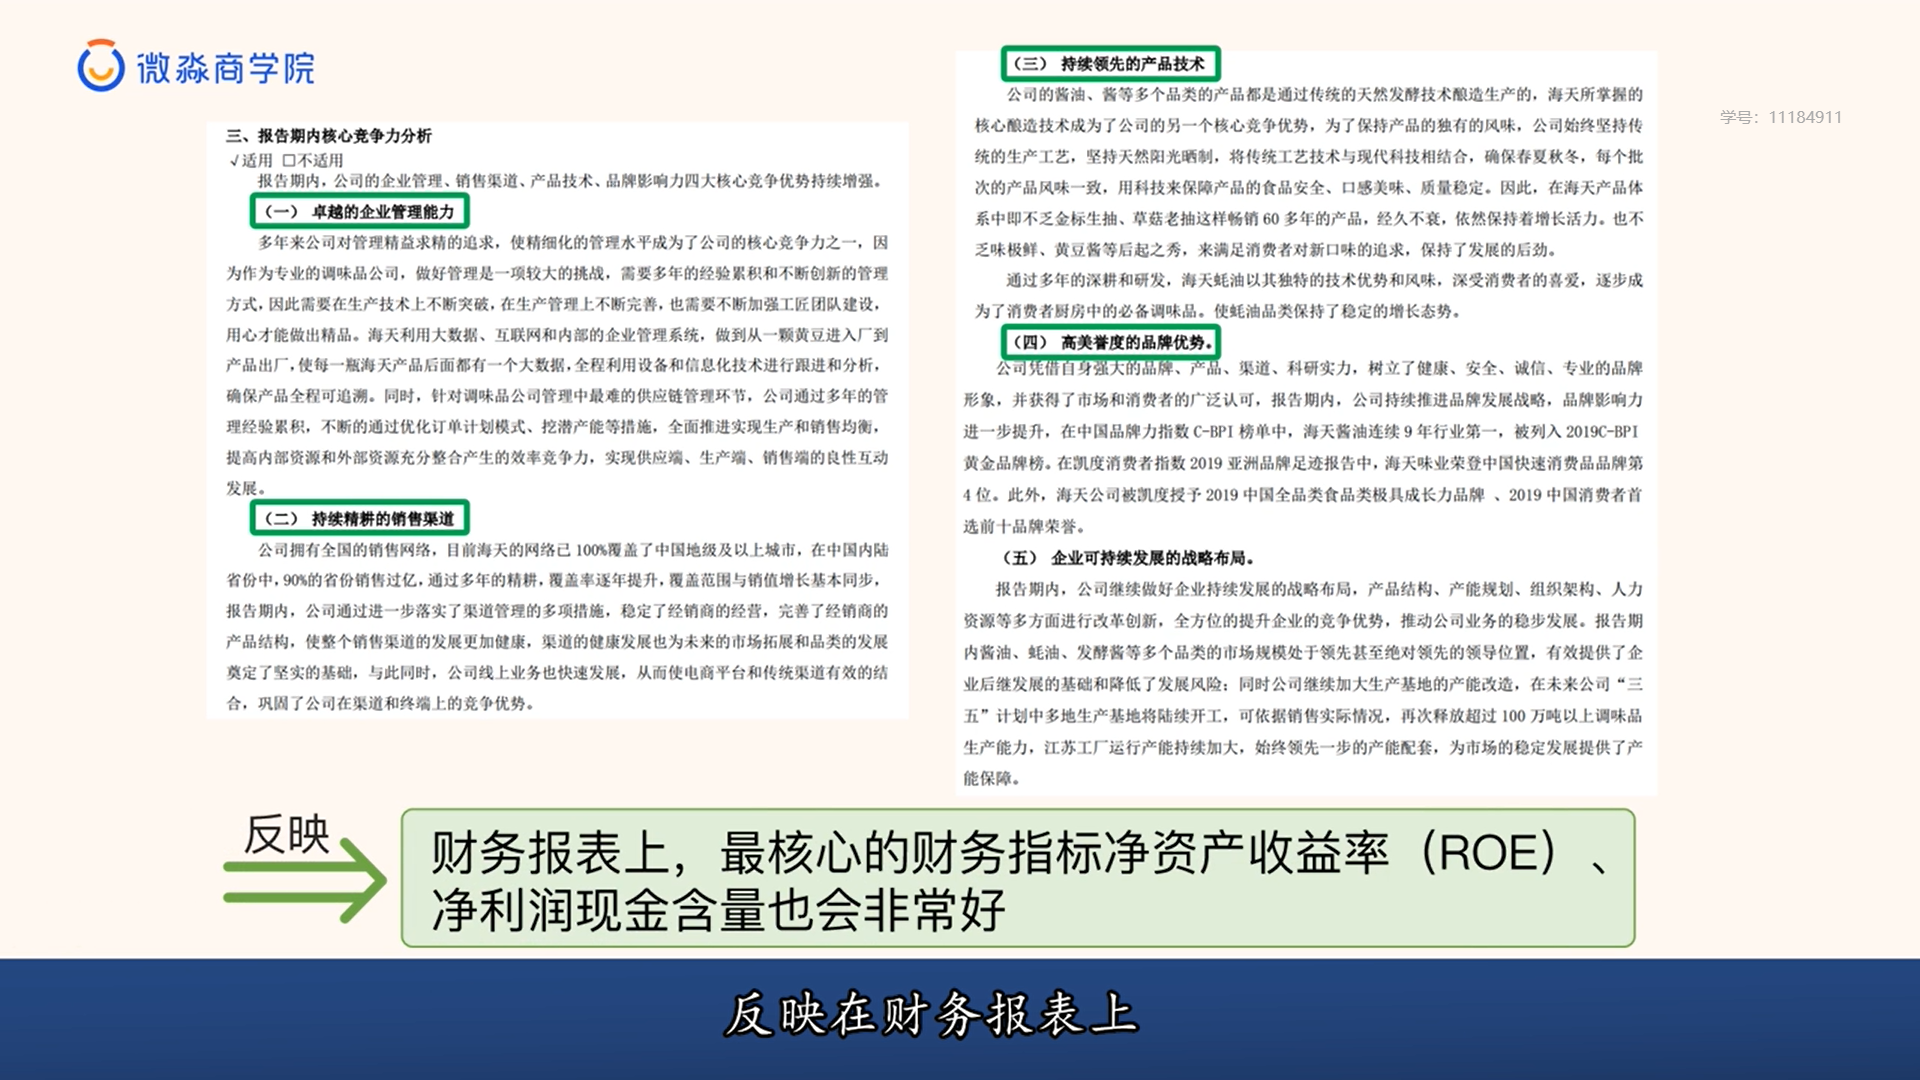 微淼商学院
三、报告期内核心竞争力分析
√适用 □不适用
报告期内，公司的企业管理、销售渠道、产品技术、品牌影响力四大核心竞争优势持续增强。
（一） 卓越的企业管理能力
多年来公司对管理精益求精的追求，使精细化的管理水平成为了公司的核心竞争力之一，因
为作为专业的调味品公司，做好管理是一项较大的挑战，需要多年的经验累积和不断创新的管理
方式，因此需要在生产技术上不断突破，在生产管理上不断完善，也需要不断加强工匠团队建设，
用心才能做出精品。海天利用大数据、互联网和内部的企业管理系统，做到从一颗黄豆进入厂到
产品出厂，使每一瓶海天产品后面都有一个大数据，全程利用设备和信息化技术进行跟进和分析，
确保产品全程可追溯。同时，针对调味品公司管理中最难的供应链管理环节，公司通过多年的管
理经验累积，不断的通过优化订单计划模式、挖潜产能等措施，全面推进实现生产和销售均衡，
提高内部资源和外部资源充分整合产生的效率竞争力，实现供应端、生产端、销售端的良性互动
发展。
（二） 持续精耕的销售渠道
公司拥有全国的销售网络，目前海天的网络已 100%覆盖了中国地级及以上城市，在中国内陆
省份中，90%的省份销售过亿，通过多年的精耕，覆盖率逐年提升，覆盖范围与销值增长基本同步，
报告期内，公司通过进一步落实了渠道管理的多项措施，稳定了经销商的经营，完善了经销商的
产品结构，使整个销售渠道的发展更加健康，渠道的健康发展也为未来的市场拓展和品类的发展
奠定了坚实的基础，与此同时，公司线上业务也快速发展，从而使电商平台和传统渠道有效的结
合，巩固了公司在渠道和终端上的竞争优势。
（三） 持续领先的产品技术
公司的酱油、酱等多个品类的产品都是通过传统的天然发酵技术酿造生产的，海天所掌握的
核心酿造技术成为了公司的另一个核心竞争优势，为了保持产品的独有的风味，公司始终坚持传
统的生产工艺，坚持天然阳光晒制，将传统工艺技术与现代科技相结合，确保春夏秋冬，每个批
次的产品风味一致，用科技来保障产品的食品安全、口感美味、质量稳定。因此，在海天产品体
系中即不乏金标生抽、草菇老抽这样畅销 60 多年的产品，经久不衰，依然保持着增长活力。也不
乏味极鲜、黄豆酱等后起之秀，来满足消费者对新口味的追求，保持了发展的后劲。
通过多年的深耕和研发，海天蚝油以其独特的技术优势和风味，深受消费者的喜爱，逐步成
为了消费者厨房中的必备调味品。使蚝油品类保持了稳定的增长态势。
（四） 高美誉度的品牌优势。
公司凭借自身强大的品牌、产品、渠道、科研实力，树立了健康、安全、诚信、专业的品牌
形象，并获得了市场和消费者的广泛认可，报告期内，公司持续推进品牌发展战略，品牌影响力
进一步提升，在中国品牌力指数 C-BPI 榜单中，海天酱油连续 9 年行业第一，被列入 2019C-BPI
黄金品牌榜。在凯度消费者指数 2019 亚洲品牌足迹报告中，海天味业荣登中国快速消费品品牌第
4 位。此外，海天公司被凯度授予 2019 中国全品类食品类极具成长力品牌 、2019 中国消费者首
选前十品牌荣誉。
（五） 企业可持续发展的战略布局。
报告期内，公司继续做好企业持续发展的战略布局，产品结构、产能规划、组织架构、人力
资源等多方面进行改革创新，全方位的提升企业的竞争优势，推动公司业务的稳步发展。报告期
内酱油、蚝油、发酵酱等多个品类的市场规模处于领先甚至绝对领先的领导位置，有效提供了企
业后继发展的基础和降低了发展风险；同时公司继续加大生产基地的产能改造，在未来公司“三
五”计划中多地生产基地将陆续开工，可依据销售实际情况，再次释放超过 100 万吨以上调味品
生产能力，江苏工厂运行产能持续加大，始终领先一步的产能配套，为市场的稳定发展提供了产
能保障。
学号：11184911
反映
财务报表上，最核心的财务指标净资产收益率（ROE）、
净利润现金含量也会非常好
反映在财务报表上